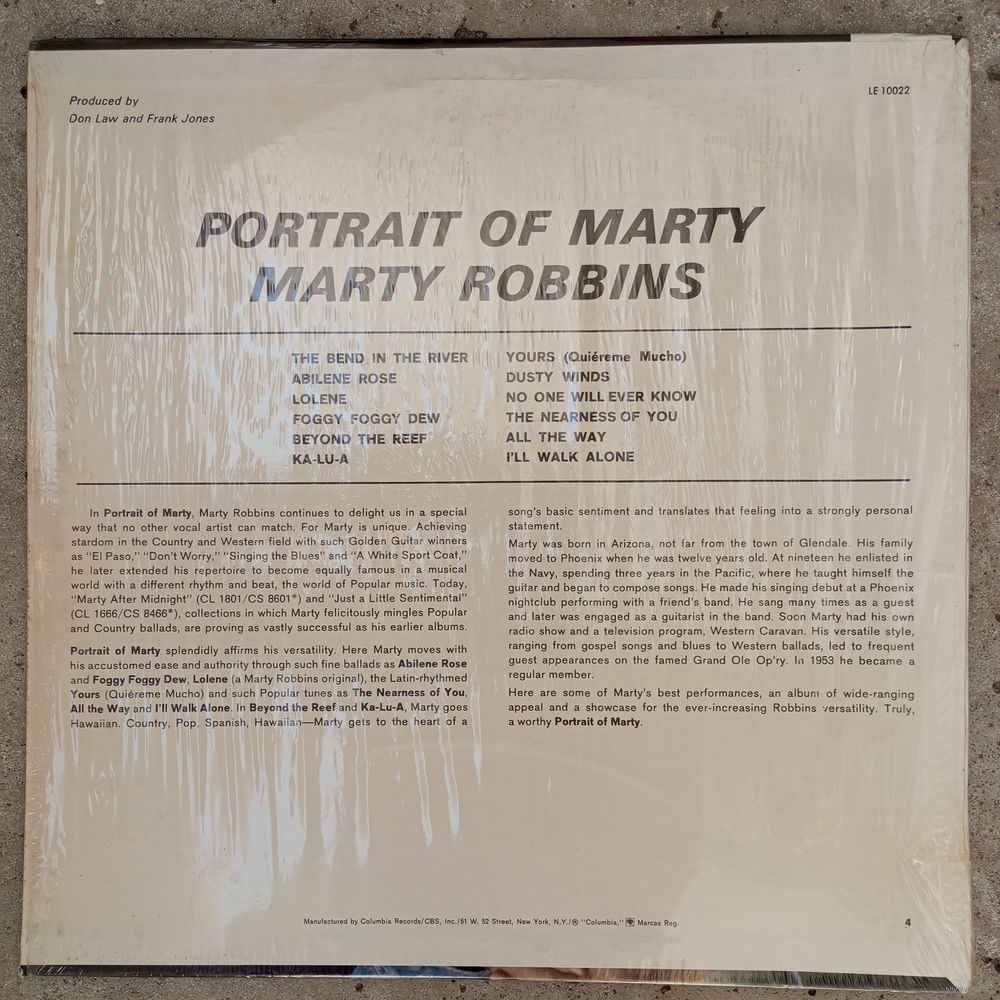 Produced by
Don Law and Frank Jones
LE 10022
PORTRAIT OF MARTY
MARTY ROBBINS
THE BEND IN THE RIVER
ABILENE ROSE
LOLENE
FOGGY FOGGY DEW
BEYOND THE REEF
KA-LU-A
YOURS (Quiéreme Mucho)
DUSTY WINDS
NO ONE WILL EVER KNOW
THE NEARNESS OF YOU
ALL THE WAY
I'LL WALK ALONE
In Portrait of Marty, Marty Robbins continues to delight us in a special
way that no other vocal artist can match. For Marty is unique. Achieving
stardom in the Country and Western field with such Golden Guitar winners
as "El Paso," "Don't Worry," "Singing the Blues" and "A White Sport Coat,"
he later extended his repertoire to become equally famous in a musical
world with a different rhythm and beat, the world of Popular music. Today,
"Marty After Midnight" (CL 1801/CS 8601*) and "Just a Little Sentimental"
(CL 1666/CS 8466*), collections in which Marty felicitously mingles Popular
and Country ballads, are proving as vastly successful as his earlier albums.
Portrait of Marty splendidly affirms his versatility. Here Marty moves with
his accustomed ease and authority through such fine ballads as Abilene Rose
and Foggy Foggy Dew, Lolene (a Marty Robbins original), the Latin-rhythmed
Yours (Quiéreme Mucho) and such Popular tunes as The Nearness of You,
All the Way and I'll Walk Alone. In Beyond the Reef and Ka-Lu-A, Marty goes
Hawaiian. Country, Pop, Spanish, Hawaiian—Marty gets to the heart of a
song's basic sentiment and translates that feeling into a strongly personal
statement.
Marty was born in Arizona, not far from the town of Glendale. His family
moved to Phoenix when he was twelve years old. At nineteen he enlisted in
the Navy, spending three years in the Pacific, where he taught himself the
guitar and began to compose songs. He made his singing debut at a Phoenix
nightclub performing with a friend's band. He sang many times as a guest
and later was engaged as a guitarist in the band. Soon Marty had his own
radio show and a television program, Western Caravan. His versatile style,
ranging from gospel songs and blues to Western ballads, led to frequent
guest appearances on the famed Grand Ole Op'ry. In 1953 he became a
regular member.
Here are some of Marty's best performances, an album of wide-ranging
appeal and a showcase for the ever-increasing Robbins versatility. Truly,
a worthy Portrait of Marty.
Manufactured by Columbia Records/CBS, Inc./51 W. 52 Street, New York, N.Y./® "Columbia," Marcas Reg.
4